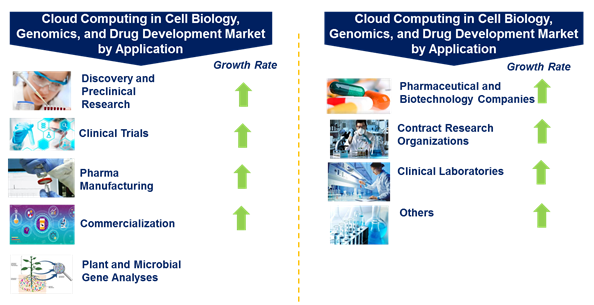 Cloud Computing in Cell Biology,
Genomics, and Drug Development Market
by Application
Growth Rate
Discovery and
Preclinical
Research
Clinical Trials
Pharma
Manufacturing
Commercialization
Plant and Microbial
Gene Analyses
Cloud Computing in Cell Biology,
Genomics, and Drug Development Market
by Application
Growth Rate
Pharmaceutical and
Biotechnology Companies
Contract Research
Organizations
Clinical Laboratories
Others